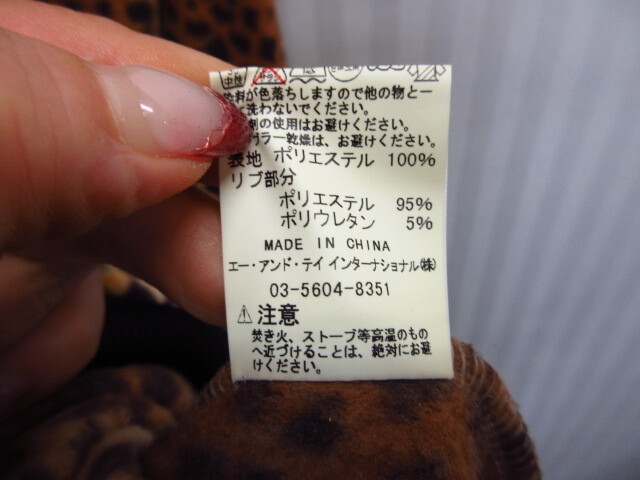 が色落ちしますので他の物と一
洗わないでください。
の使用はお避けください。
ラー乾燥は、お避けください。
表地 ポリエステル 100%
リブ部分
ポリエステル 95%
ポリウレタン 5%
MADE IN CHINA
エー・アンド・テイ インターナショナル(株)
03-5604-8351
⚠注意
焚き火、ストーブ等高温のもの
へ近づけることは、絶対にお避
けください。